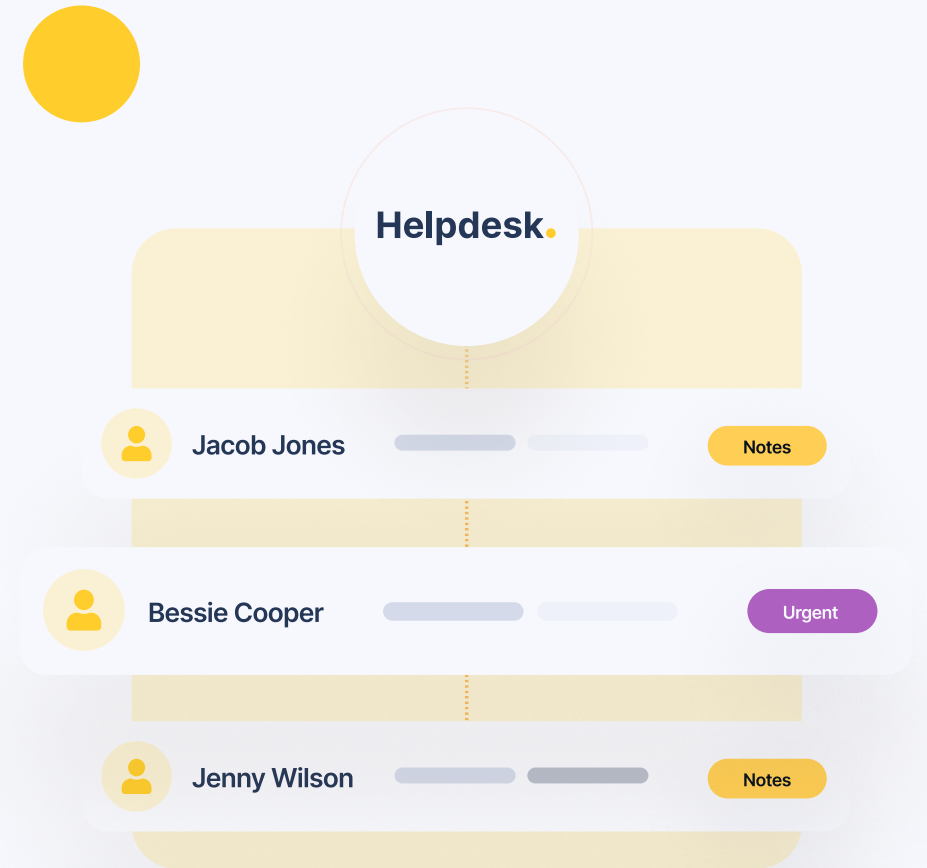 Helpdesk.
Jacob Jones Notes
Bessie Cooper Urgent
Jenny Wilson Notes